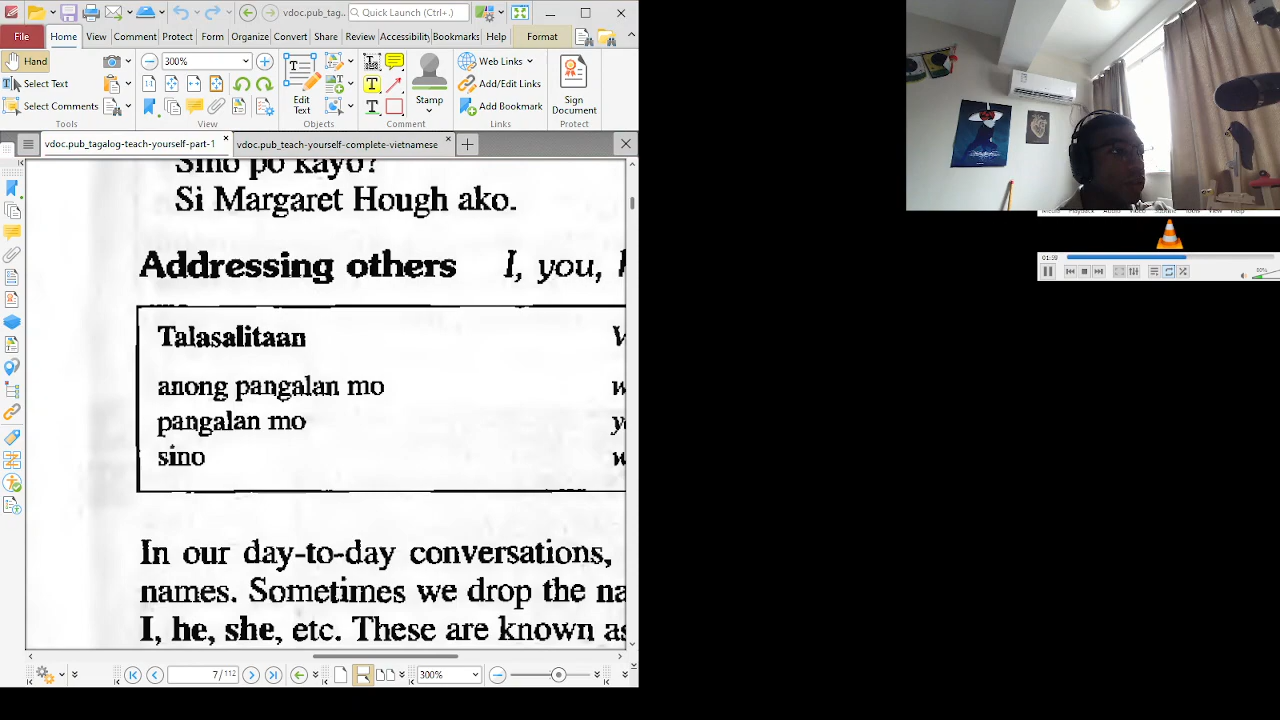 vdoc.pub_tag..
Quick Launch (Ctrl+.)
File Home View Comment Protect Form Organize Convert Share Review Accessibility Bookmarks Help Format
Hand
Select Text
Select Comments
Tools
300%
View
Edit Text
Objects
Comment
Stamp
Web Links
Add/Edit Links
Add Bookmark
Links
Sign Document
Protect
vdoc.pub_tagalog-teach-yourself-part-1
vdoc.pub_teach-yourself-complete-vietnamese
Sino po kayo?
Si Margaret Hough ako.
Addressing others I, you,
Talasalitaan
anong pangalan mo
pangalan mo
sino
In our day-to-day conversations,
names. Sometimes we drop the na
I, he, she, etc. These are known as
7 / 112
300%
01:39